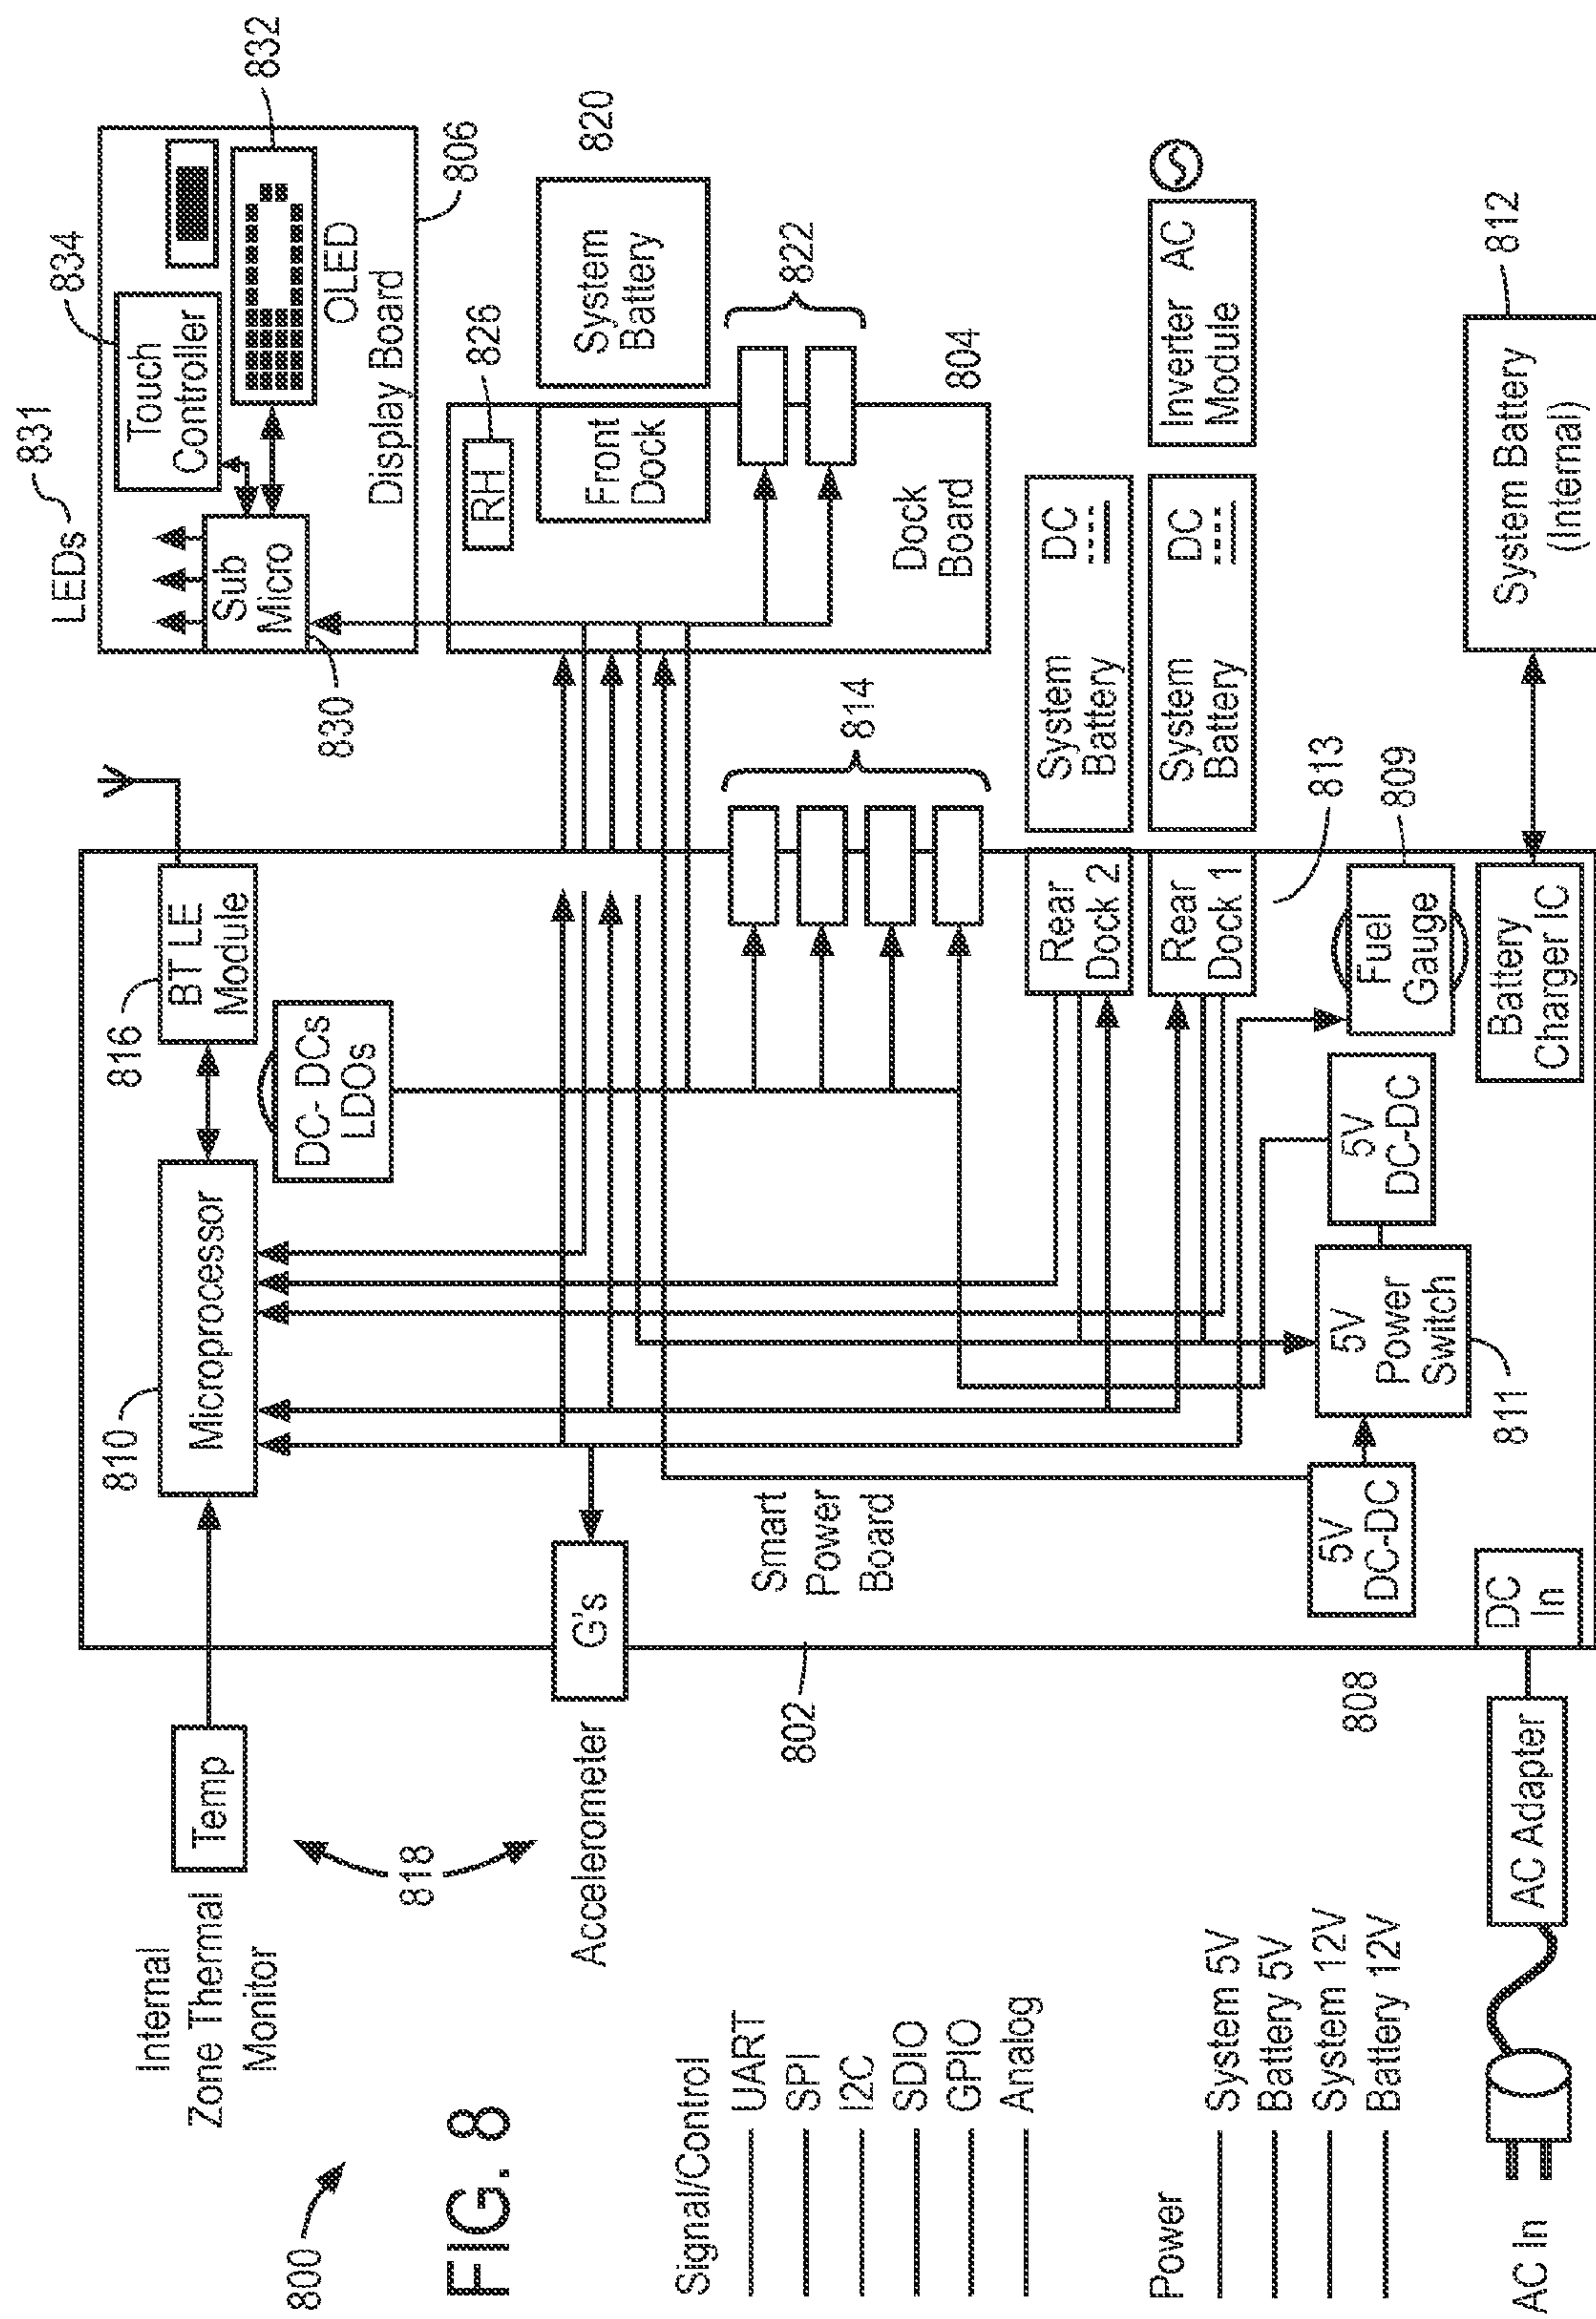 800
FIG. 8
Internal
Zone Thermal
Monitor
Temp
818
Accelerometer
G's
Signal/Control
UART
SPI
I2C
SDIO
GPIO
Analog
Power
System 5V
Battery 5V
System 12V
Battery 12V
AC In
AC Adapter
808
DC
In
802
Smart
Power
Board
810
Microprocessor
816
BT LE
Module
DC- DCs
LDOs
814
5V
DC-DC
5V
Power
Switch
811
5V
DC-DC
Rear
Dock 2
Rear
Dock 1
813
Fuel
Gauge
809
Battery
Charger IC
System
Battery
DC
System
Battery
DC
Inverter AC
Module
System Battery
(Internal)
812
LEDs
831
834
Touch
Controller
Sub
Micro
830
OLED
832
Display Board
806
RH
826
Front
Dock
System
Battery
820
822
Dock
Board
804